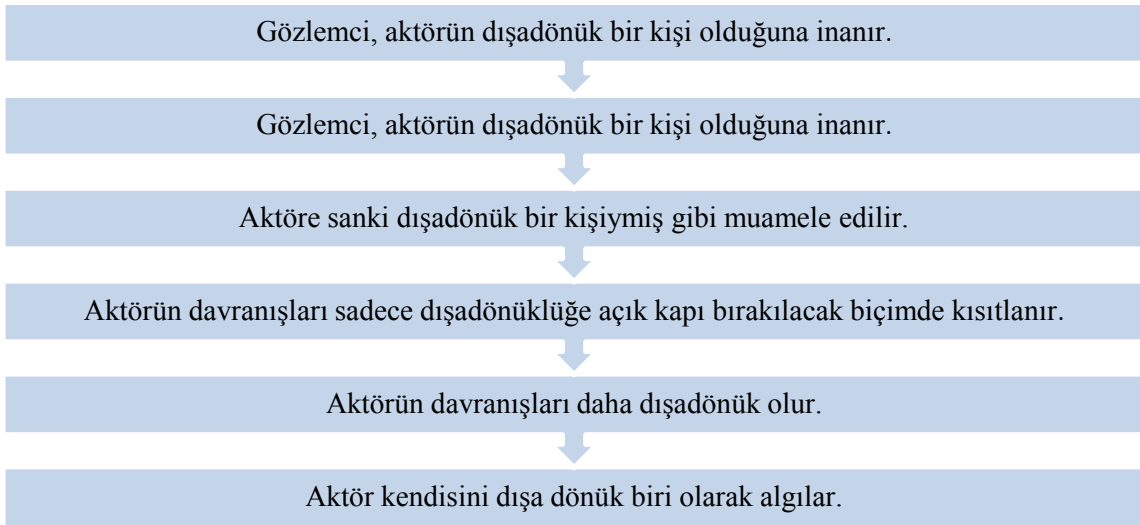 Gözlemci, aktörün dışadönük bir kişi olduğuna inanır.
Gözlemci, aktörün dışadönük bir kişi olduğuna inanır.
Aktöre sanki dışadönük bir kişiymiş gibi muamele edilir.
Aktörün davranışları sadece dışadönüklüğe açık kapı bırakılacak biçimde kısıtlanır.
Aktörün davranışları daha dışadönük olur.
Aktör kendisini dışa dönük biri olarak algılar.